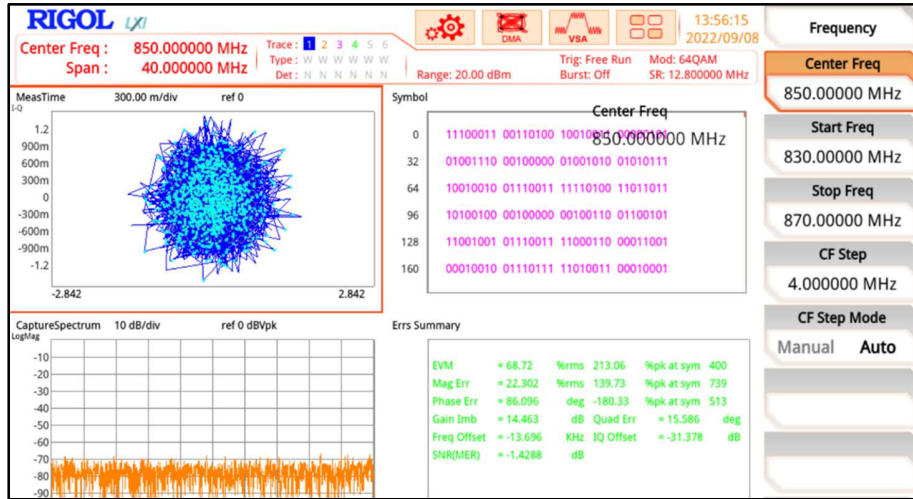 RIGOL LXI
DMA
VSA
13:56:15
2022/09/08
Center Freq : 850.000000 MHz
Span : 40.000000 MHz
Trace : 1 2 3 4 5 6
Type : W W W W W W
Det : N N N N N N
Range: 20.00 dBm
Trig: Free Run
Burst: Off
Mod: 64QAM
SR: 12.800000 MHz
MeasTime 300.00 m/div ref 0
I-Q
1.2
900m
600m
300m
0
-300m
-600m
-900m
-1.2
-2.842 2.842
Symbol
Center Freq
850.000000 MHz
0 11100011 00110100
32 01001110 00100000 01001010 01010111
64 10010010 01110011 11110100 11011011
96 10100100 00100000 00100110 01100101
128 11001001 01110011 11000110 00011001
160 00010010 01110111 11010011 00010001
CaptureSpectrum 10 dB/div ref 0 dBVpk
LogMag
-10
-20
-30
-40
-50
-60
-70
-80
-90
Errs Summary
EVM = 68.72 %rms 213.06 %pk at sym 400
Mag Err = 22.302 %rms 139.73 %pk at sym 739
Phase Err = 86.096 deg -180.33 %pk at sym 513
Gain Imb = 14.463 dB Quad Err = 15.586 deg
Freq Offset = -13.696 KHz IQ Offset = -31.378 dB
SNR(MER) = -1.4288 dB
Frequency
Center Freq
850.00000 MHz
Start Freq
830.00000 MHz
Stop Freq
870.00000 MHz
CF Step
4.000000 MHz
CF Step Mode
Manual Auto